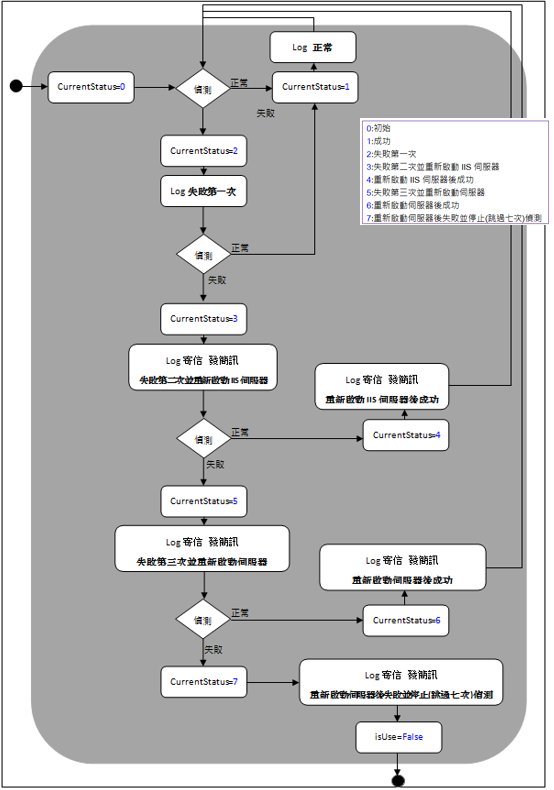 Log 正常
CurrentStatus=0
偵測
正常
CurrentStatus=1
失敗
0:初始
1:成功
2:失敗第一次
3:失敗第二次並重新啟動 IIS 伺服器
4:重新啟動 IIS 伺服器後成功
5:失敗第三次並重新啟動伺服器
6:重新啟動伺服器後成功
7:重新啟動伺服器後失敗並停止(跳過七次)偵測
CurrentStatus=2
Log 失敗第一次
偵測
正常
失敗
CurrentStatus=3
Log 寄信 發簡訊
失敗第二次並重新啟動 IIS 伺服器
Log 寄信 發簡訊
重新啟動 IIS 伺服器後成功
偵測
正常
CurrentStatus=4
失敗
CurrentStatus=5
Log 寄信 發簡訊
失敗第三次並重新啟動伺服器
Log 寄信 發簡訊
重新啟動伺服器後成功
偵測
正常
CurrentStatus=6
失敗
CurrentStatus=7
Log 寄信 發簡訊
重新啟動伺服器後失敗並停止(跳過七次)偵測
isUse=False